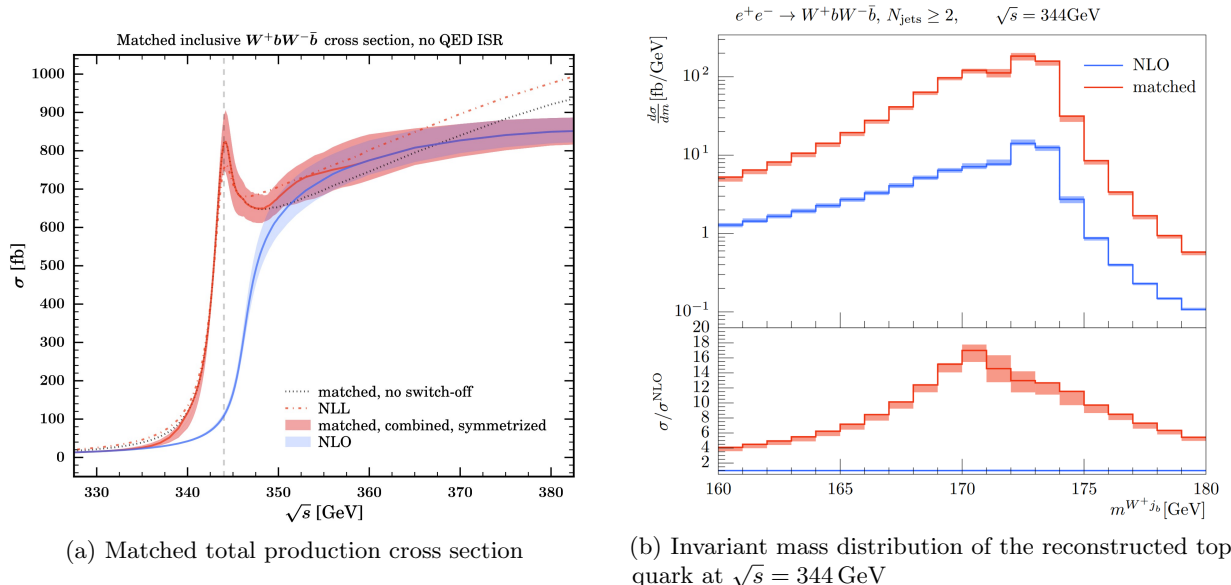 Matched inclusive W⁺bW⁻b̄ cross section, no QED ISR
1000
900
800
700
600
500
400
300
200
100
0
σ [fb]
matched, no switch-off
NLL
matched, combined, symmetrized
NLO
330 340 350 360 370 380
√s [GeV]
(a) Matched total production cross section
e⁺e⁻ → W⁺bW⁻b̄, N_jets ≥ 2, √s = 344GeV
dσ/dm [fb/GeV]
10²
10¹
1
10⁻¹
NLO
matched
σ/σ^NLO
20
18
16
14
12
10
8
6
4
2
160 165 170 175 180
m^{W⁺j_b}[GeV]
(b) Invariant mass distribution of the reconstructed top
quark at √s = 344 GeV